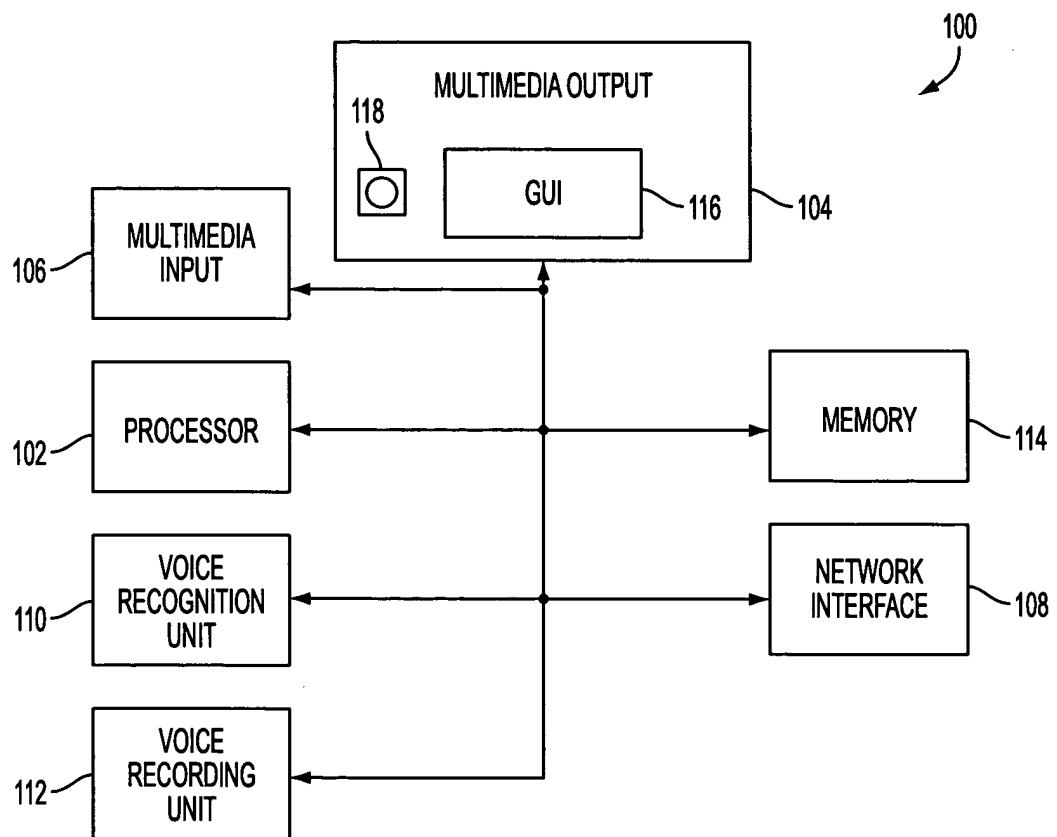 100
MULTIMEDIA OUTPUT
118
GUI
116
104
MULTIMEDIA
INPUT
106
PROCESSOR
102
MEMORY
114
VOICE
RECOGNITION
UNIT
110
NETWORK
INTERFACE
108
VOICE
RECORDING
UNIT
112